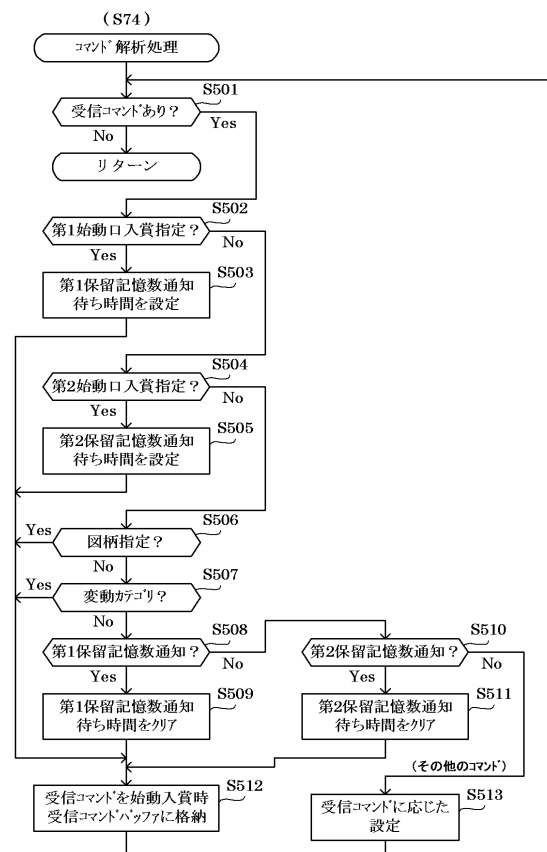 (S74)
コマンド解析処理
S501
受信コマンドあり?
Yes
No
リターン
S502
第1始動口入賞指定?
No
Yes
S503
第1保留記憶数通知
待ち時間を設定
S504
第2始動口入賞指定?
No
Yes
S505
第2保留記憶数通知
待ち時間を設定
S506
Yes
図柄指定?
No
S507
Yes
変動カテゴリ?
No
S508
第1保留記憶数通知?
No
Yes
S510
第2保留記憶数通知?
No
Yes
S509
第1保留記憶数通知
待ち時間をクリア
S511
第2保留記憶数通知
待ち時間をクリア
(その他のコマンド)
S512
受信コマンドを始動入賞時
受信コマンドバッファに格納
S513
受信コマンドに応じた
設定